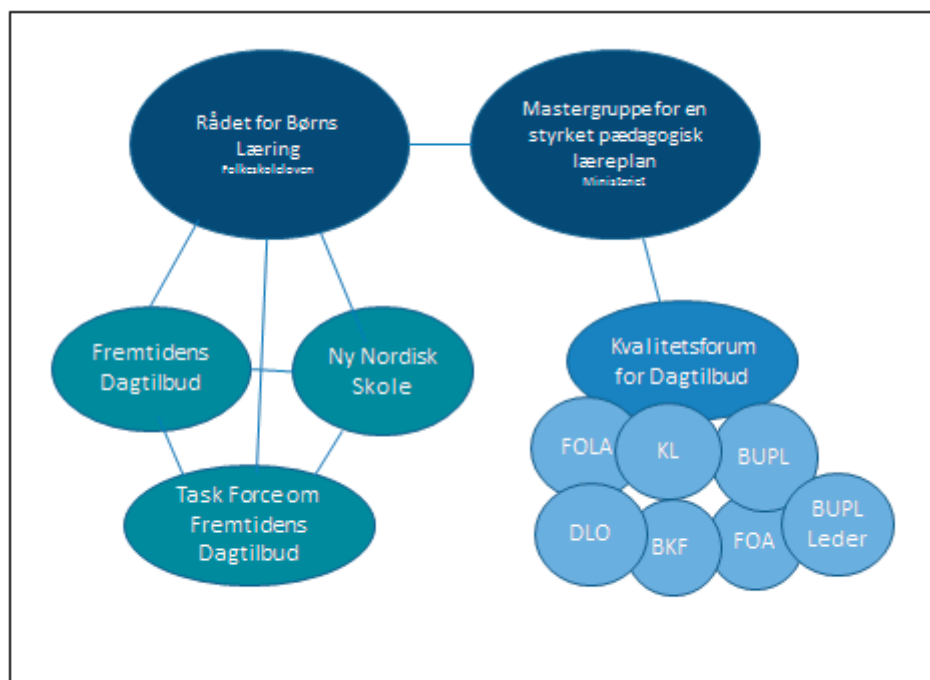 Rådet for Børns
Læring
Folkeskoleloven
Mastergruppe for en
styrket pædagogisk
læreplan
Ministeriet
Fremtidens
Dagtilbud
Ny Nordisk
Skole
Task Force om
Fremtidens
Dagtilbud
Kvalitetsforum
for Dagtilbud
FOLA
KL
BUPL
DLO
BKF
FOA
BUPL
Leder